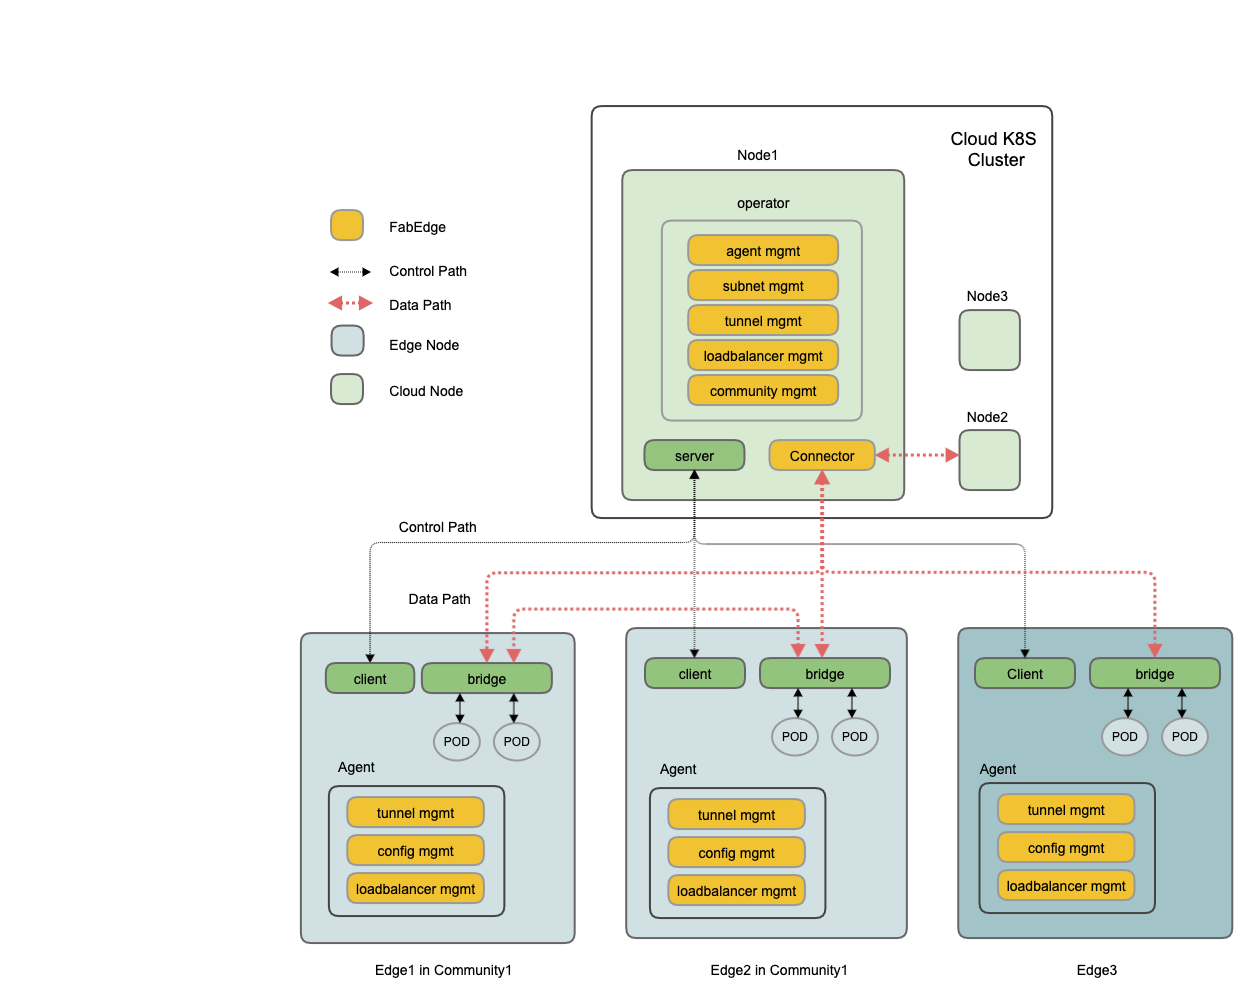 Cloud K8S
Cluster
Node1
operator
agent mgmt
subnet mgmt
tunnel mgmt
loadbalancer mgmt
community mgmt
server
Connector
Node3
Node2
FabEdge
Control Path
Data Path
Edge Node
Cloud Node
Control Path
Data Path
client
bridge
POD
POD
Agent
tunnel mgmt
config mgmt
loadbalancer mgmt
Edge1 in Community1
client
bridge
POD
POD
Agent
tunnel mgmt
config mgmt
loadbalancer mgmt
Edge2 in Community1
Client
bridge
POD
POD
Agent
tunnel mgmt
config mgmt
loadbalancer mgmt
Edge3